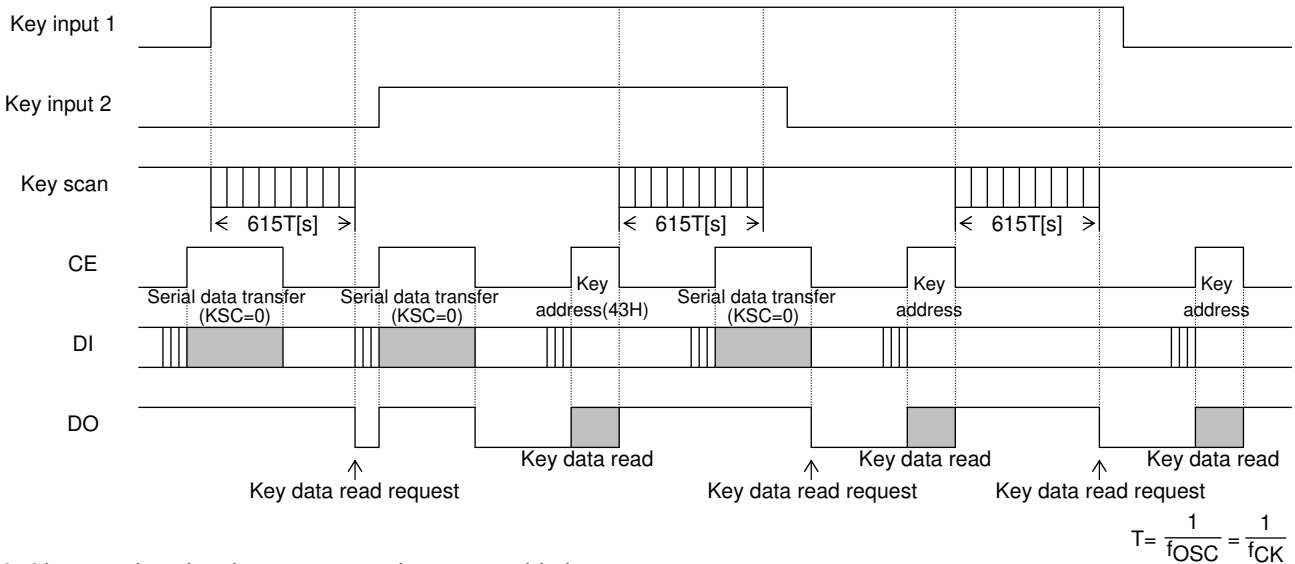 Key input 1
Key input 2
Key scan
615T[s] 615T[s] 615T[s]
CE
Key Key Key
Serial data transfer Serial data transfer Serial data transfer
address(43H) address address
(KSC=0) (KSC=0) (KSC=0)
DI
DO
Key data read Key data read Key data read
Key data read request Key data read request Key data read request
T= 1/fOSC = 1/fCK